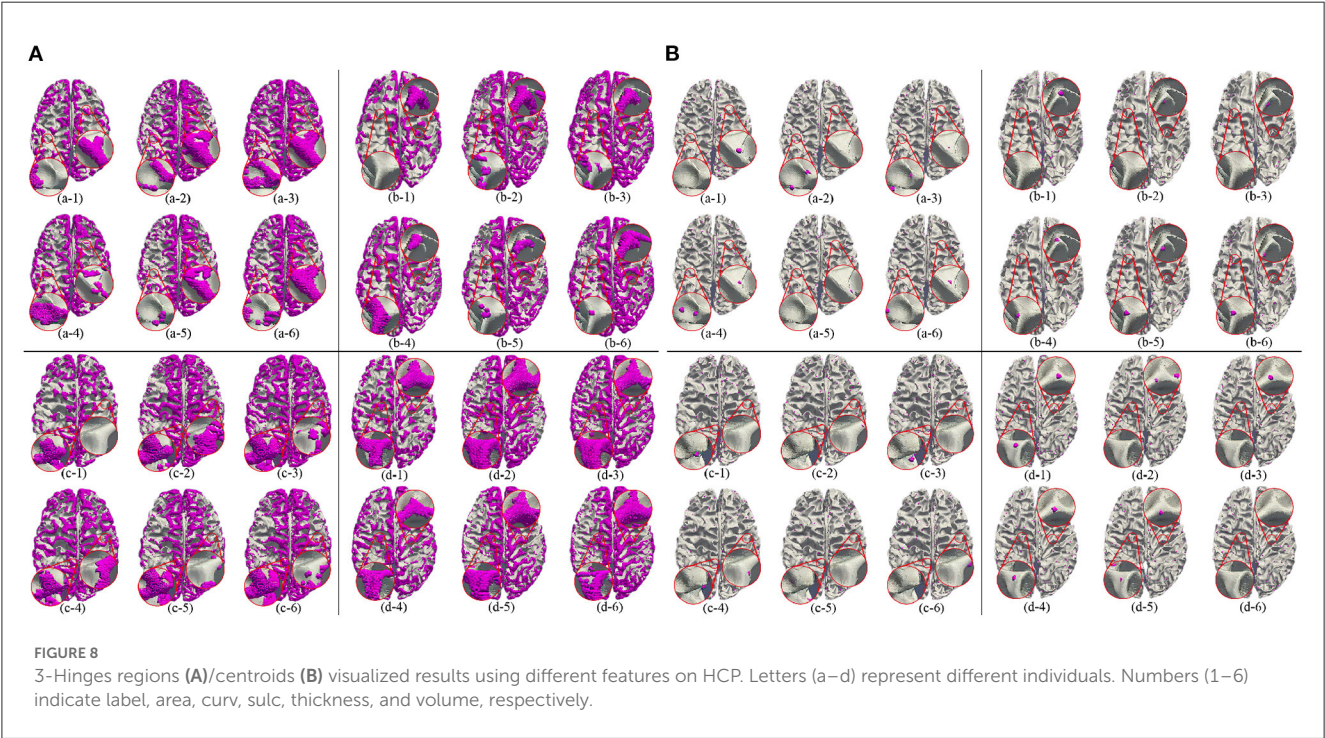 A
B
(a-1) (a-2) (a-3) (b-1) (b-2) (b-3) (a-1) (a-2) (a-3) (b-1) (b-2) (b-3)
(a-4) (a-5) (a-6) (b-4) (b-5) (b-6) (a-4) (a-5) (a-6) (b-4) (b-5) (b-6)
(c-1) (c-2) (c-3) (d-1) (d-2) (d-3) (c-1) (c-2) (c-3) (d-1) (d-2) (d-3)
(c-4) (c-5) (c-6) (d-4) (d-5) (d-6) (c-4) (c-5) (c-6) (d-4) (d-5) (d-6)
FIGURE 8
3-Hinges regions (A)/centroids (B) visualized results using different features on HCP. Letters (a–d) represent different individuals. Numbers (1–6)
indicate label, area, curv, sulc, thickness, and volume, respectively.